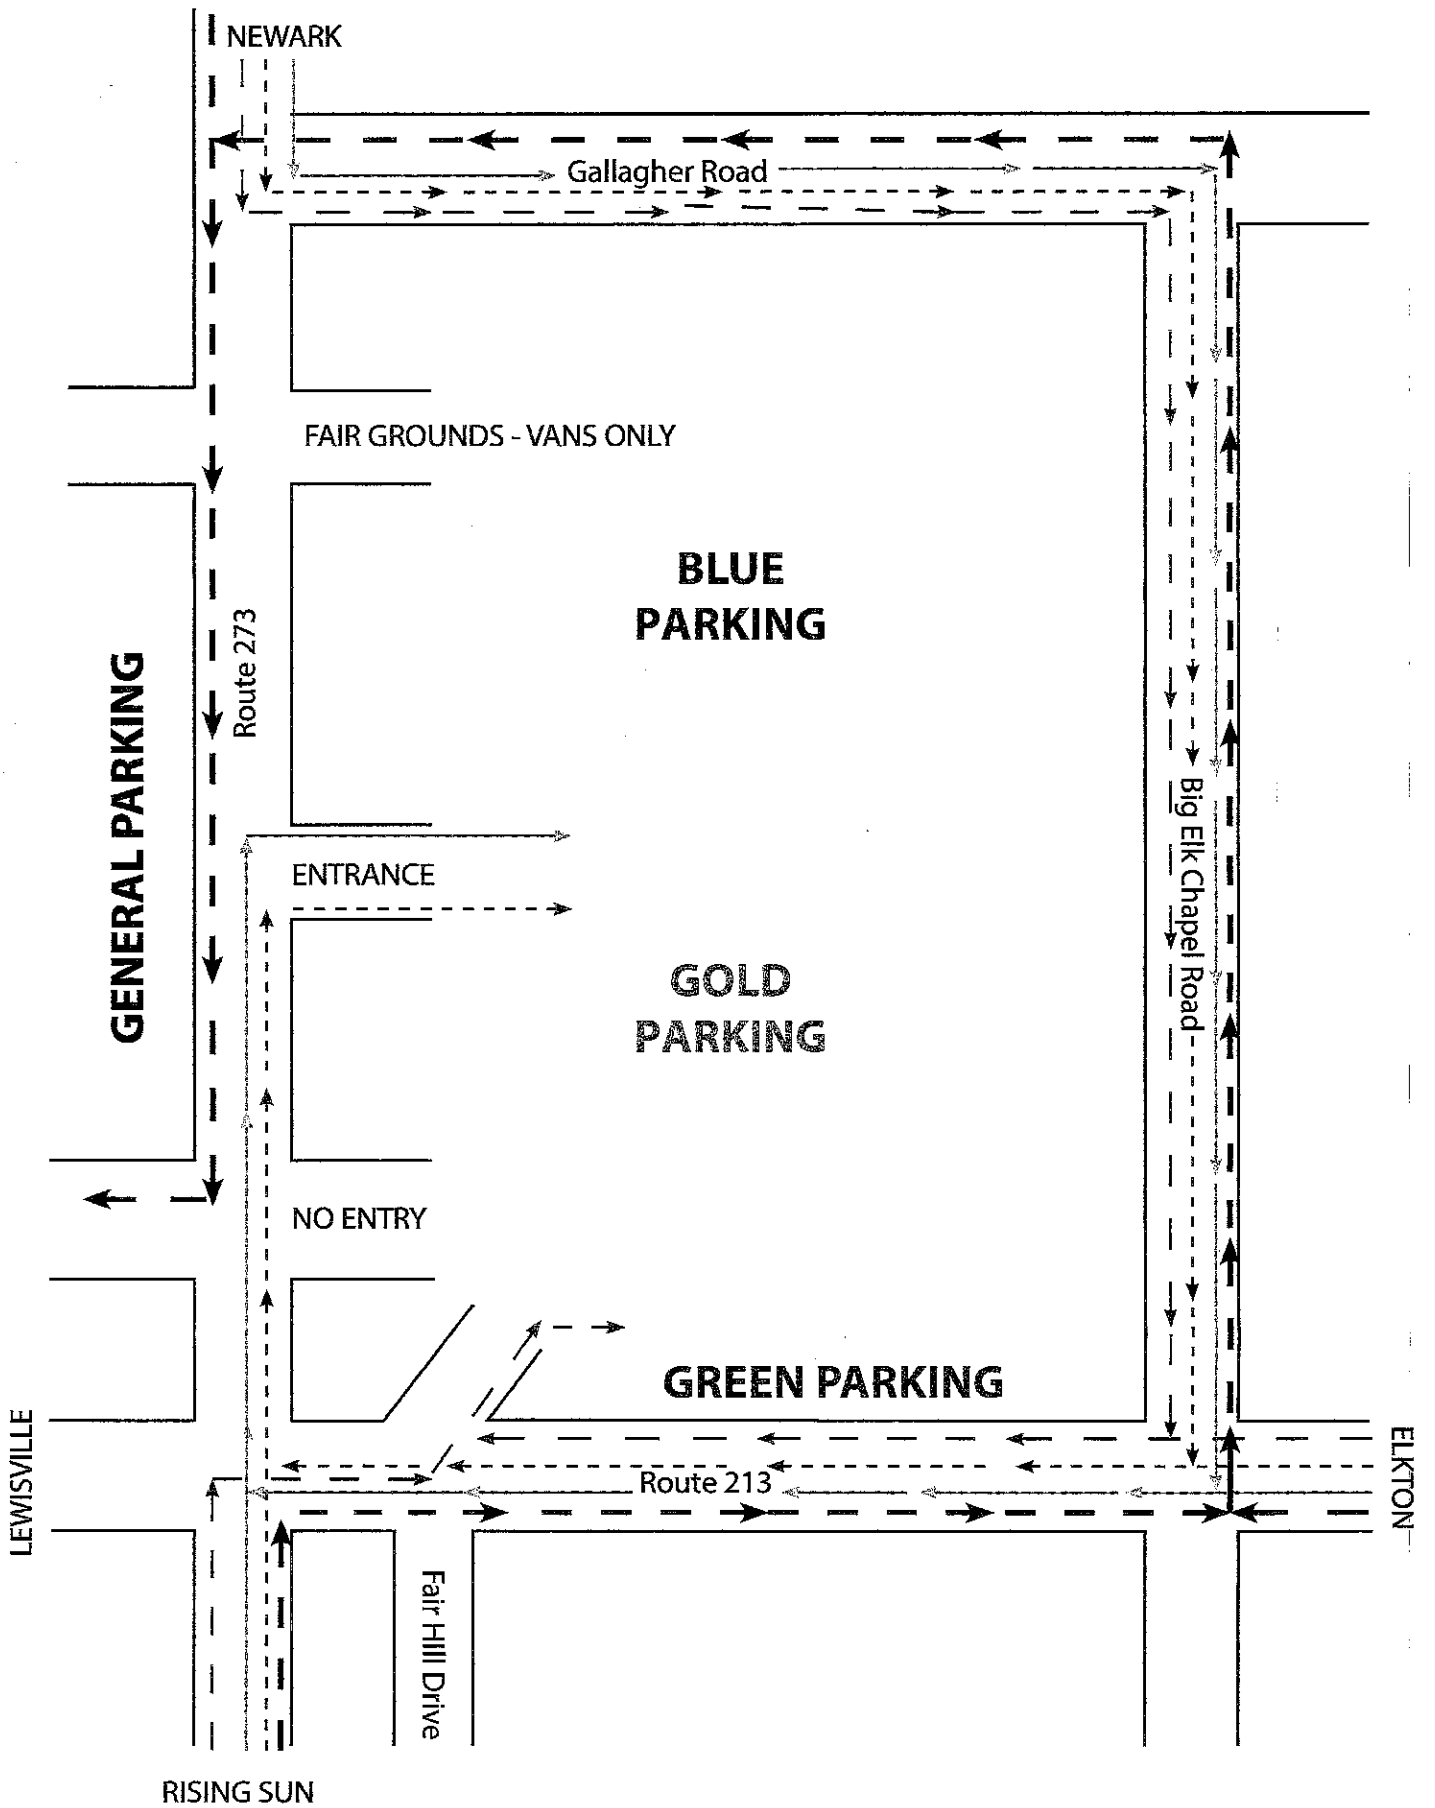 NEWARK
Gallagher Road
FAIR GROUNDS - VANS ONLY
BLUE
PARKING
Route 273
GENERAL PARKING
Big Elk Chapel Road
ENTRANCE
GOLD
PARKING
NO ENTRY
GREEN PARKING
LEWISVILLE
Route 213
ELKTON
Fair Hill Drive
RISING SUN